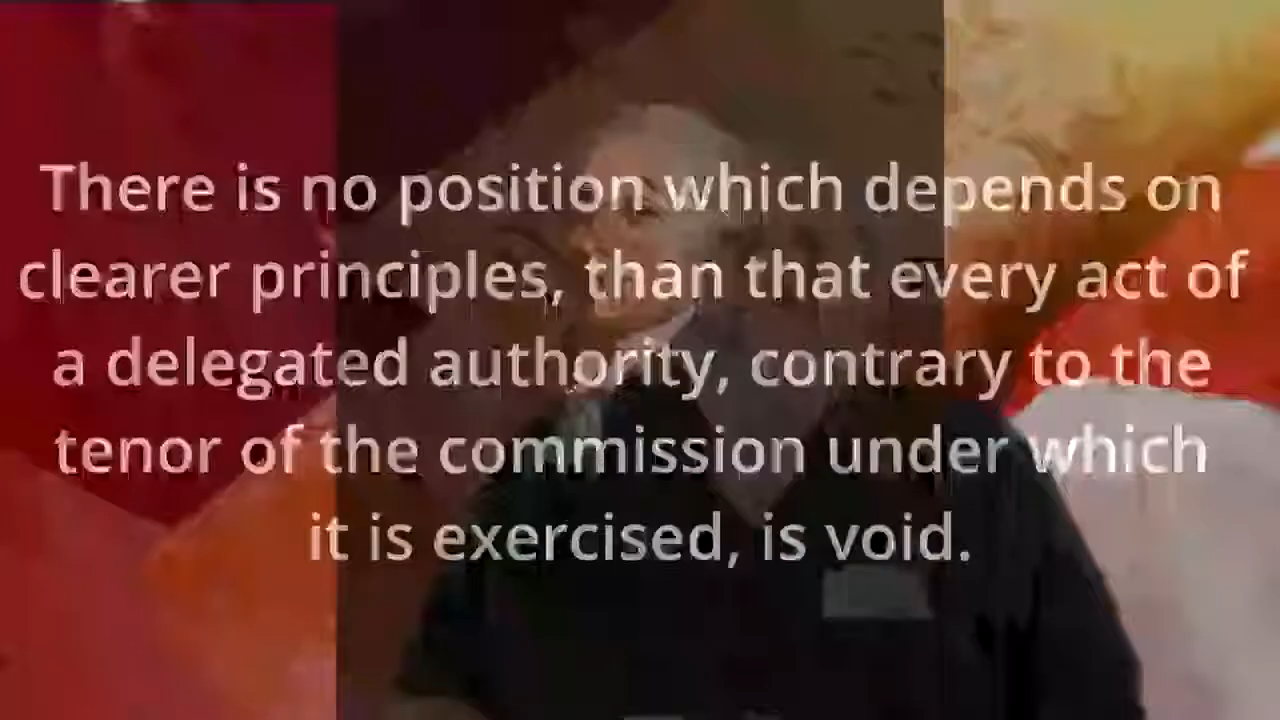 There is no position which depends on
clearer principles, than that every act of
a delegated authority, contrary to the
tenor of the commission under which
it is exercised, is void.